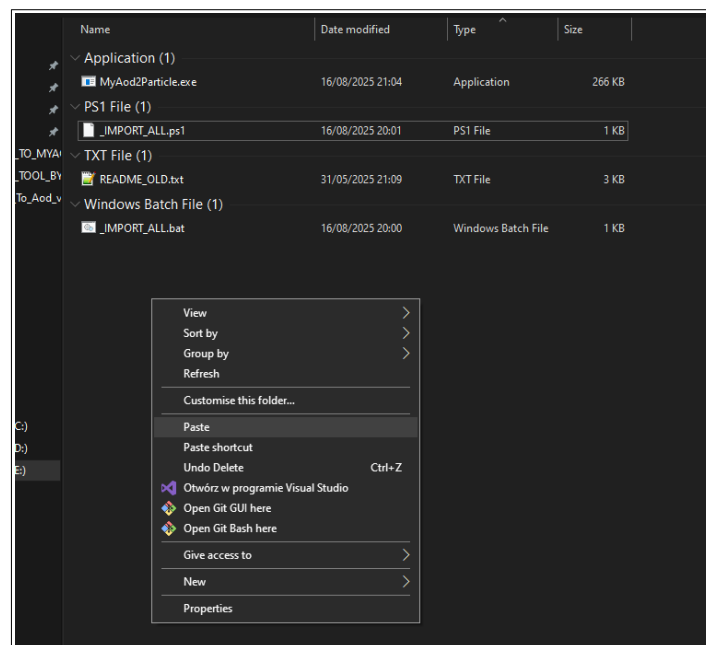 Name Date modified Type Size
Application (1)
MyAod2Particle.exe 16/08/2025 21:04 Application 266 KB
PS1 File (1)
_IMPORT_ALL.ps1 16/08/2025 20:01 PS1 File 1 KB
_TO_MYA
TXT File (1)
_TOOL_BY
README_OLD.txt 31/05/2025 21:09 TXT File 3 KB
_To_Aod_v
Windows Batch File (1)
_IMPORT_ALL.bat 16/08/2025 20:00 Windows Batch File 1 KB
View
Sort by
Group by
Refresh
Customise this folder...
C:)
Paste
D:)
Paste shortcut
E:)
Undo Delete Ctrl+Z
Otwórz w programie Visual Studio
Open Git GUI here
Open Git Bash here
Give access to
New
Properties